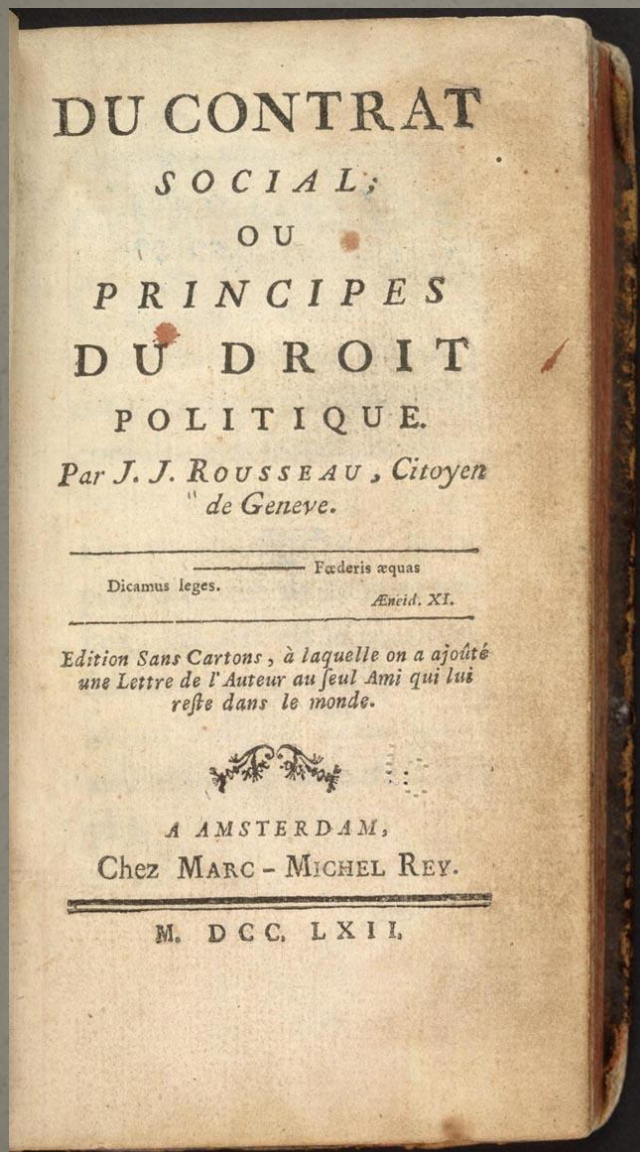 DU CONTRAT
SOCIAL;
OU
PRINCIPES
DU DROIT
POLITIQUE.
Par J. J. ROUSSEAU, Citoyen
de Geneve.
Fœderis æquas
Dicamus leges.
Æneid. XI.
Edition Sans Cartons, à laquelle on a ajoûté
une Lettre de l'Auteur au ſeul Ami qui lui
reſte dans le monde.
A AMSTERDAM,
Chez MARC-MICHEL REY.
M. DCC. LXII.